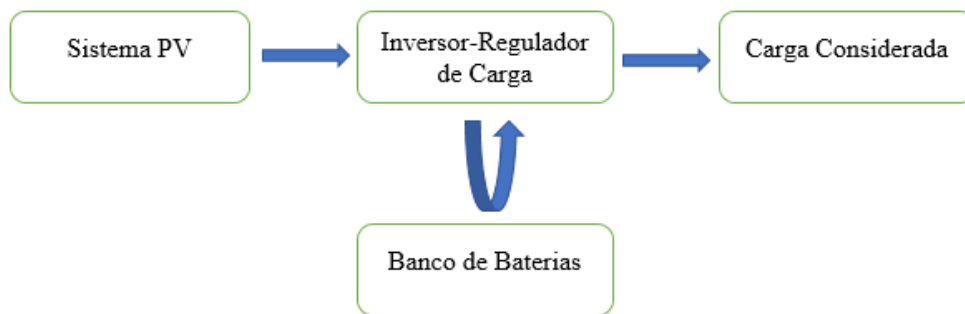 Sistema PV
Inversor-Regulador
de Carga
Carga Considerada
Banco de Baterias